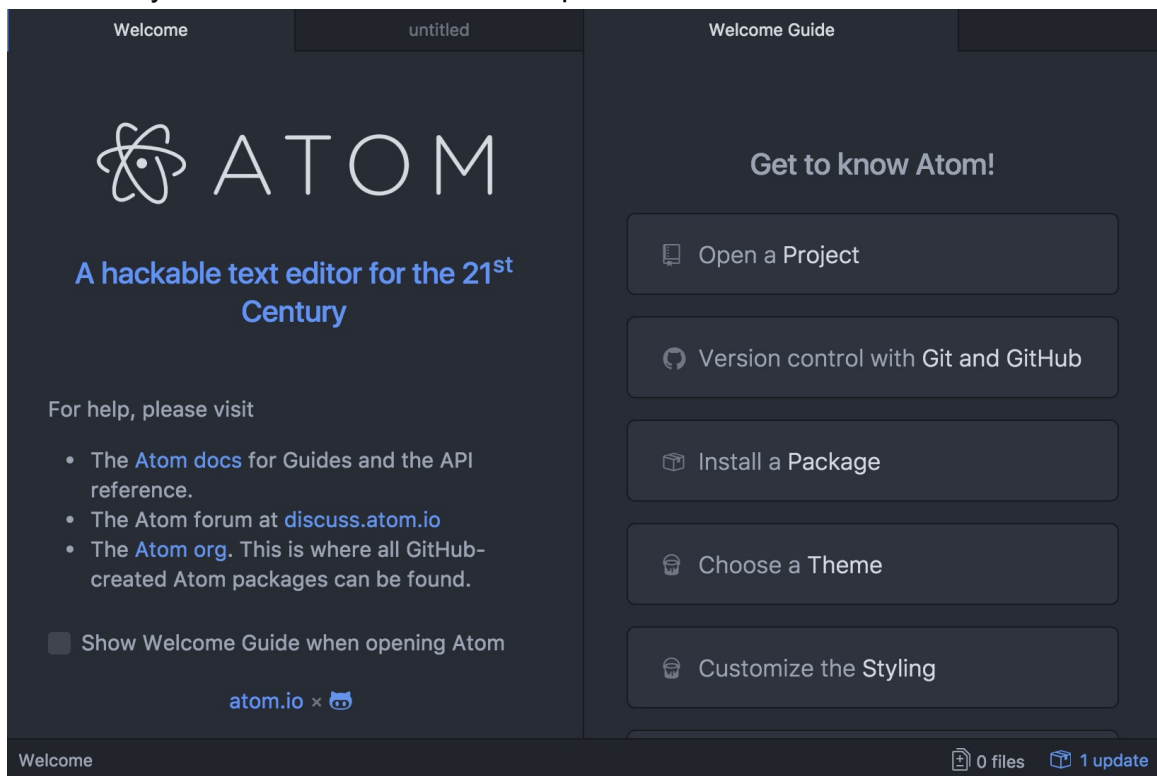 Welcome
untitled
Welcome Guide
ATOM
A hackable text editor for the 21st
Century
For help, please visit
• The Atom docs for Guides and the API
reference.
• The Atom forum at discuss.atom.io
• The Atom org. This is where all GitHub-
created Atom packages can be found.
Show Welcome Guide when opening Atom
atom.io ×
Get to know Atom!
Open a Project
Version control with Git and GitHub
Install a Package
Choose a Theme
Customize the Styling
Welcome
0 files
1 update